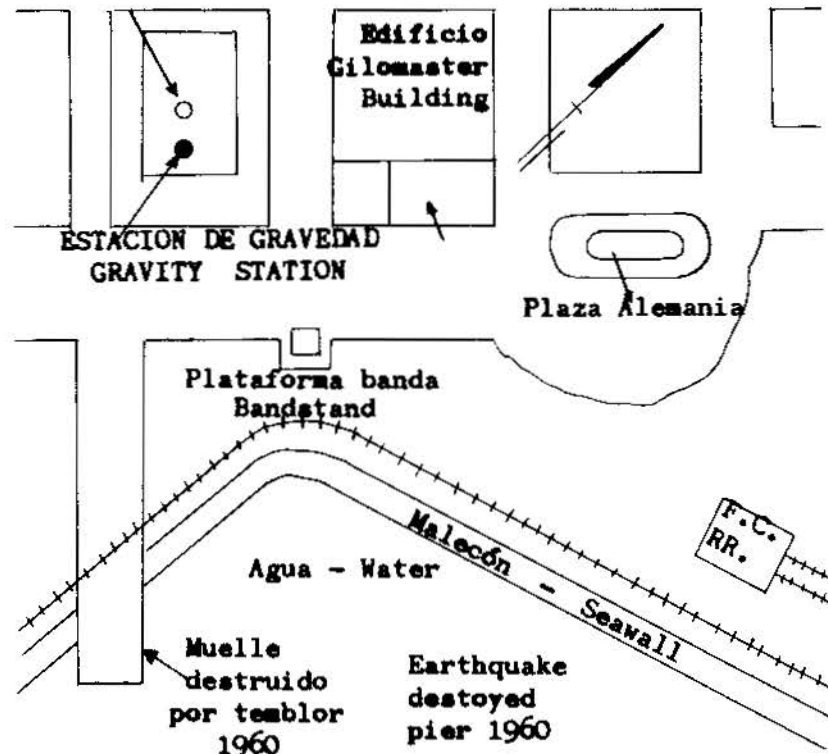 Edificio
Gilomaster
Building
ESTACION DE GRAVEDAD
GRAVITY STATION
Plaza Alemania
Plataforma banda
Bandstand
F.C.
RR.
Malecón - Seawall
Agua - Water
Muelle
destruido
por temblor
1960
Earthquake
destoyed
pier 1960